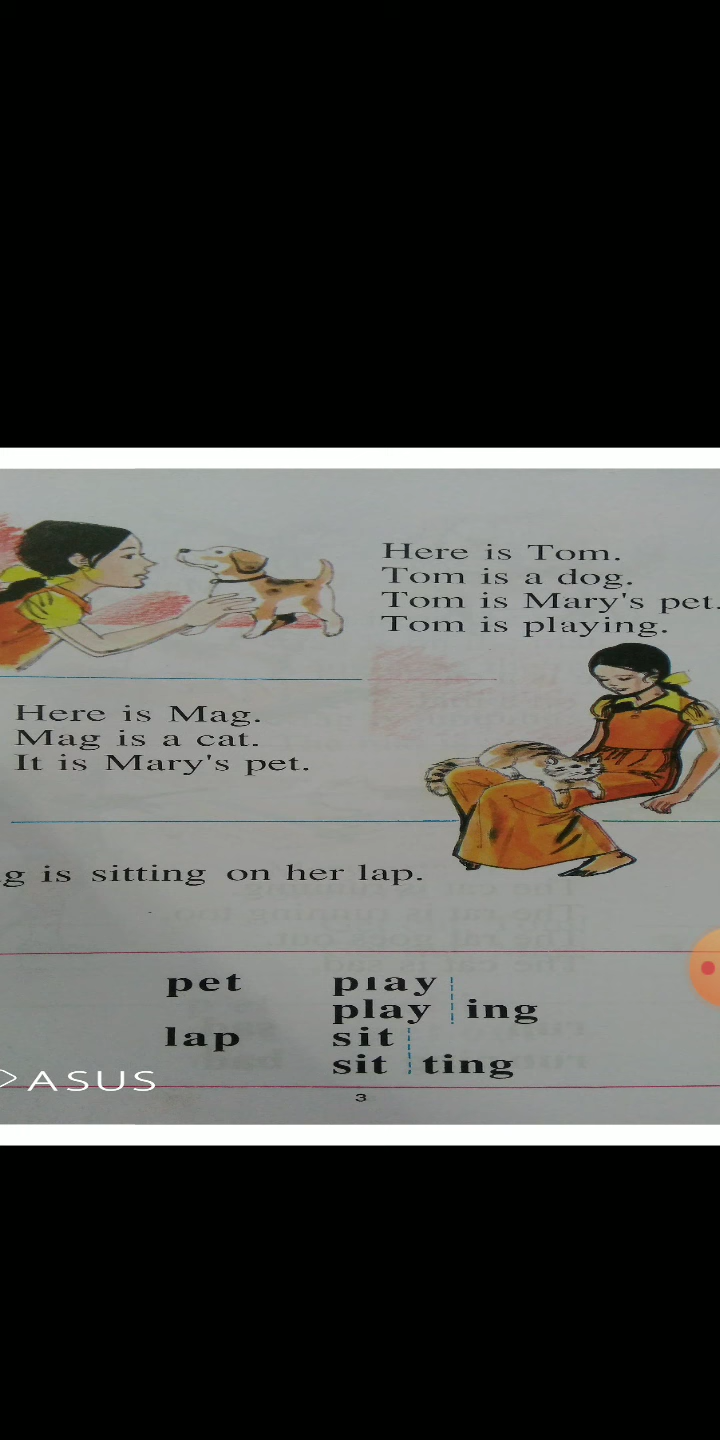 Here is Tom.
Tom is a dog.
Tom is Mary's pet.
Tom is playing.
Here is Mag.
Mag is a cat.
It is Mary's pet.
is sitting on her lap.
pet play
play ing
lap sit
sit ting
ASUS
3